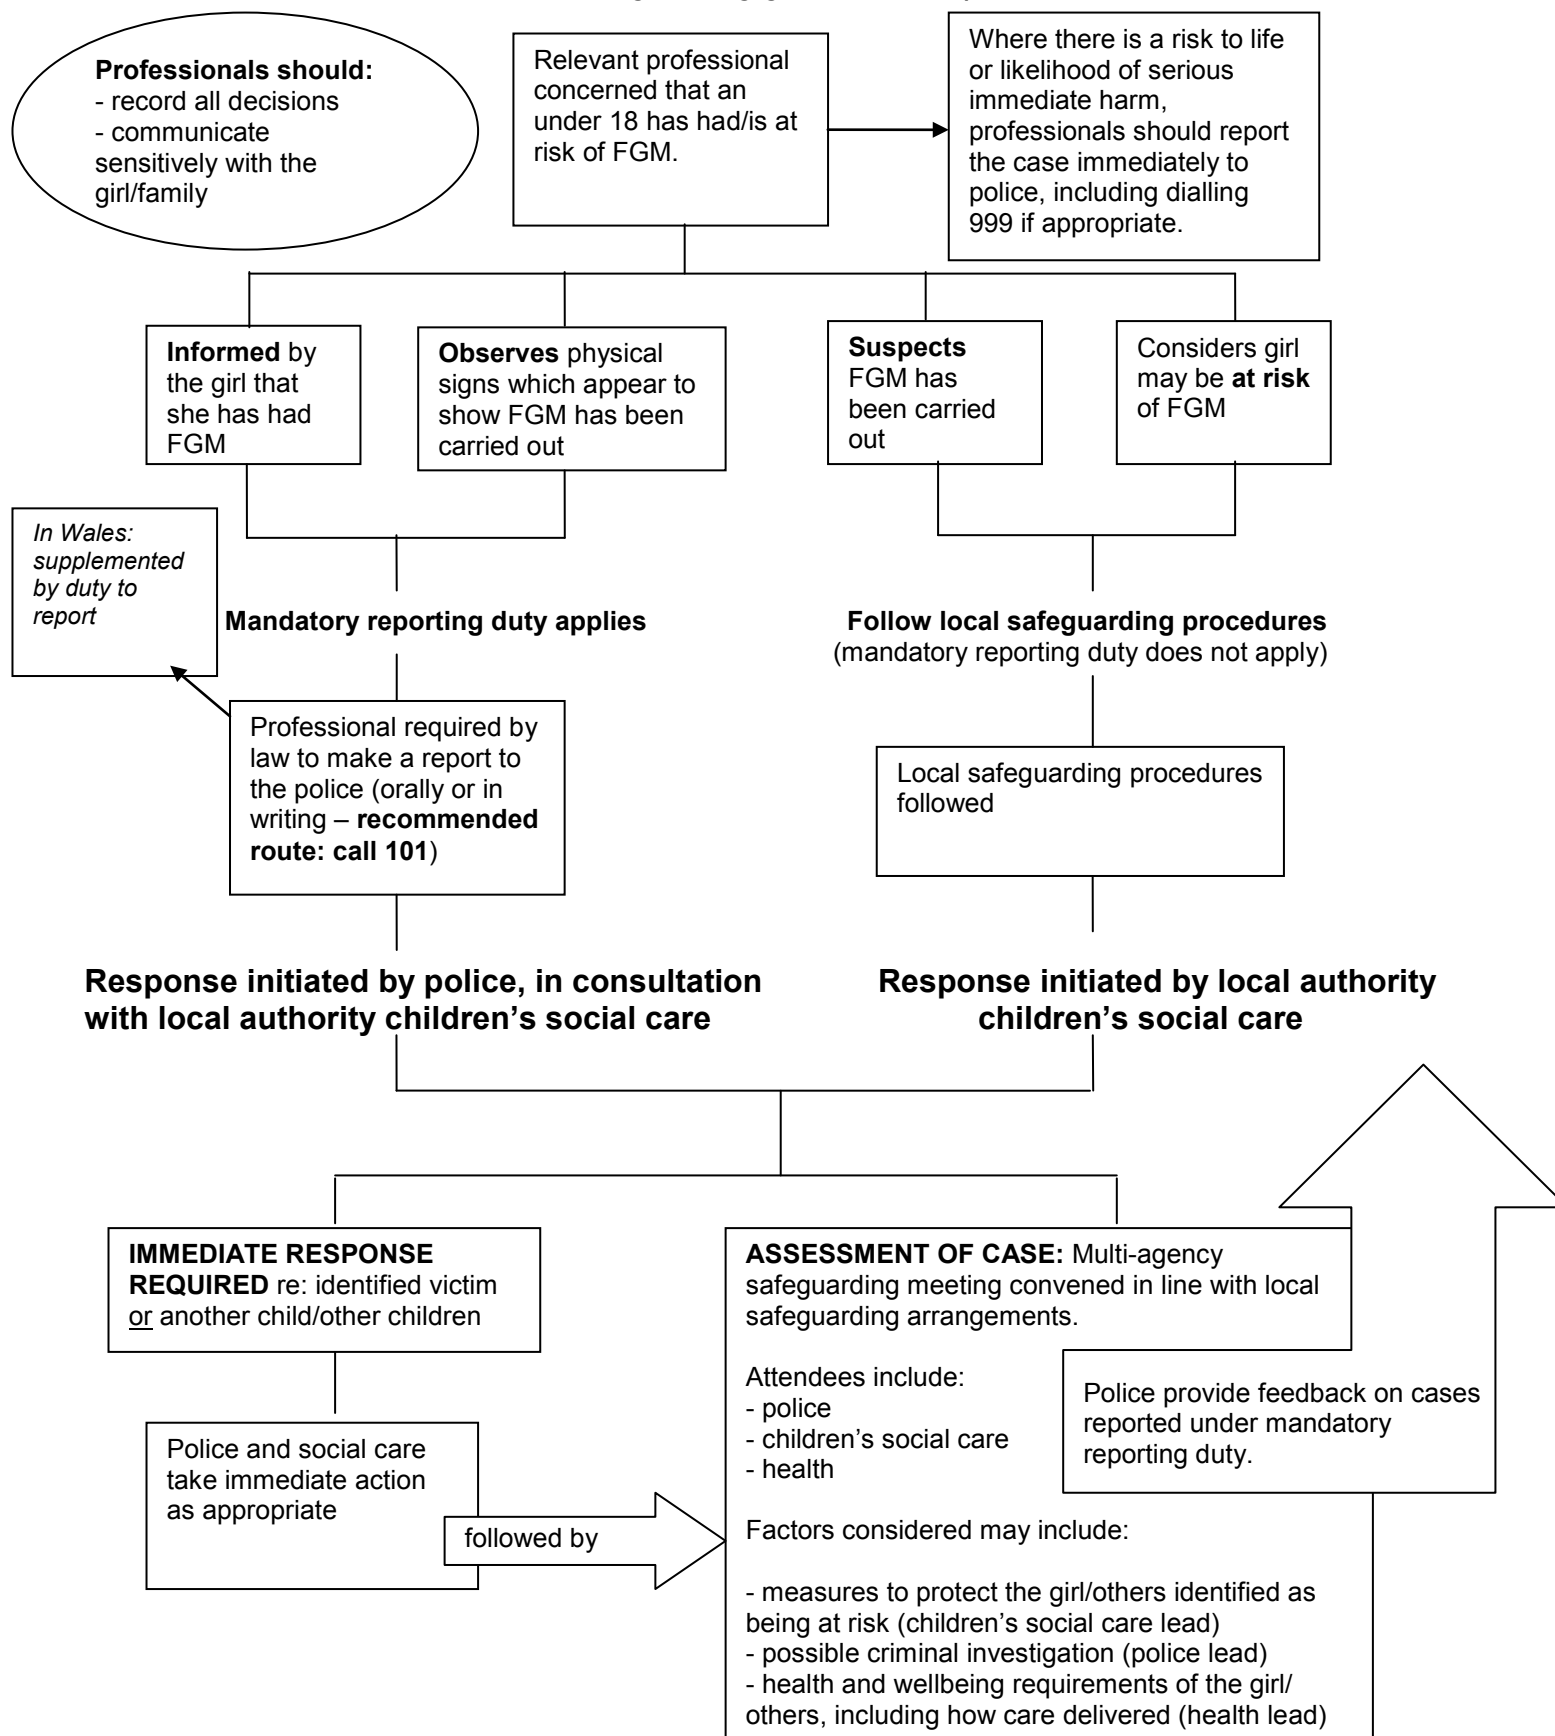 Professionals should:
- record all decisions
- communicate
sensitively with the
girl/family
Relevant professional
concerned that an
under 18 has had/is at
risk of FGM.
Where there is a risk to life
or likelihood of serious
immediate harm,
professionals should report
the case immediately to
police, including dialling
999 if appropriate.
Informed by
the girl that
she has had
FGM
Observes physical
signs which appear to
show FGM has been
carried out
Suspects
FGM has
been carried
out
Considers girl
may be at risk
of FGM
In Wales:
supplemented
by duty to
report
Mandatory reporting duty applies
Follow local safeguarding procedures
(mandatory reporting duty does not apply)
Professional required by
law to make a report to
the police (orally or in
writing – recommended
route: call 101)
Local safeguarding procedures
followed
Response initiated by police, in consultation
with local authority children’s social care
Response initiated by local authority
children’s social care
IMMEDIATE RESPONSE
REQUIRED re: identified victim
or another child/other children
Police and social care
take immediate action
as appropriate
followed by
ASSESSMENT OF CASE: Multi-agency
safeguarding meeting convened in line with local
safeguarding arrangements.
Attendees include:
- police
- children’s social care
- health
Factors considered may include:
- measures to protect the girl/others identified as
being at risk (children’s social care lead)
- possible criminal investigation (police lead)
- health and wellbeing requirements of the girl/
others, including how care delivered (health lead)
Police provide feedback on cases
reported under mandatory
reporting duty.